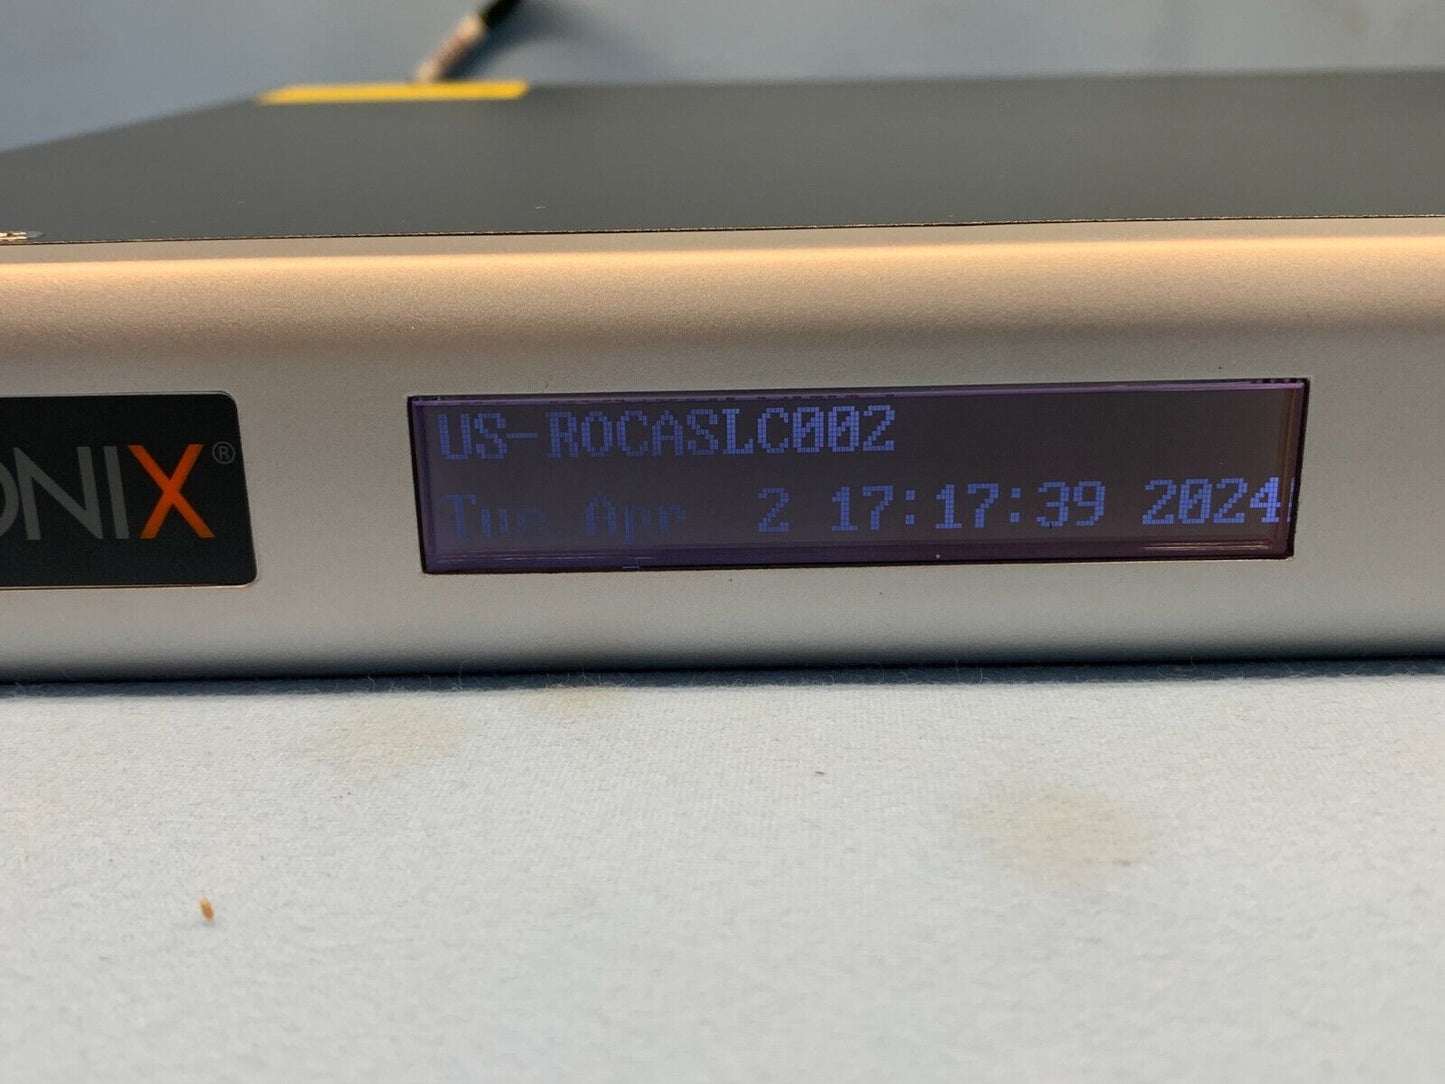 ONIX®
US-ROCASLC002
Tue Apr  2 17:17:39 2024